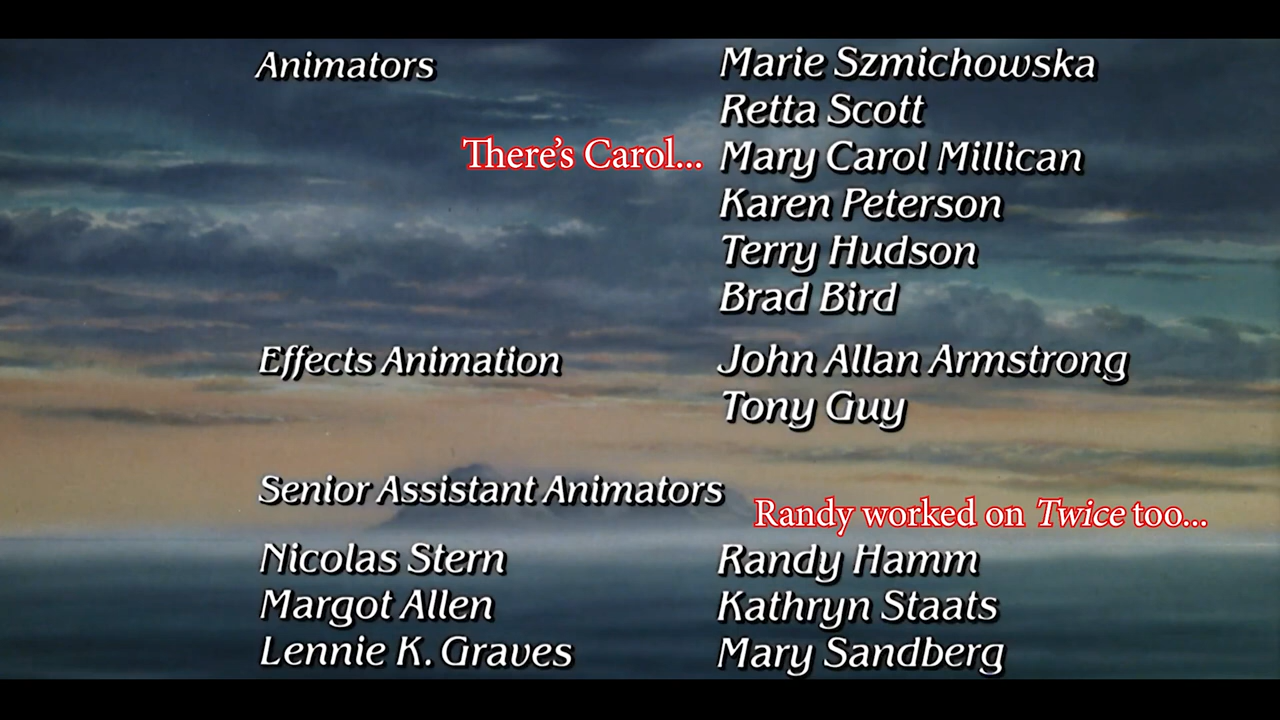 Animators
Marie Szmichowska
Retta Scott
There's Carol... Mary Carol Millican
Karen Peterson
Terry Hudson
Brad Bird
Effects Animation
John Allan Armstrong
Tony Guy
Senior Assistant Animators
Randy worked on Twice too...
Nicolas Stern
Randy Hamm
Margot Allen
Kathryn Staats
Lennie K. Graves
Mary Sandberg